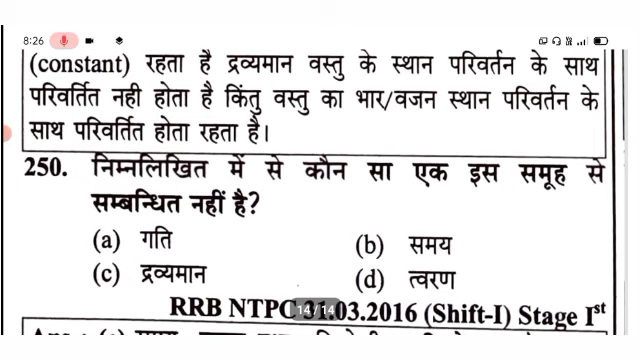 8:26
(constant) रहता है द्रव्यमान वस्तु के स्थान परिवर्तन के साथ
परिवर्तित नही होता है किंतु वस्तु का भार/वजन स्थान परिवर्तन के
साथ परिवर्तित होता रहता है।
250. निम्नलिखित में से कौन सा एक इस समूह से
सम्बन्धित नहीं है?
(a) गति (b) समय
(c) द्रव्यमान (d) त्वरण
RRB NTPC 31.03.2016 (Shift-I) Stage Ist
14/14